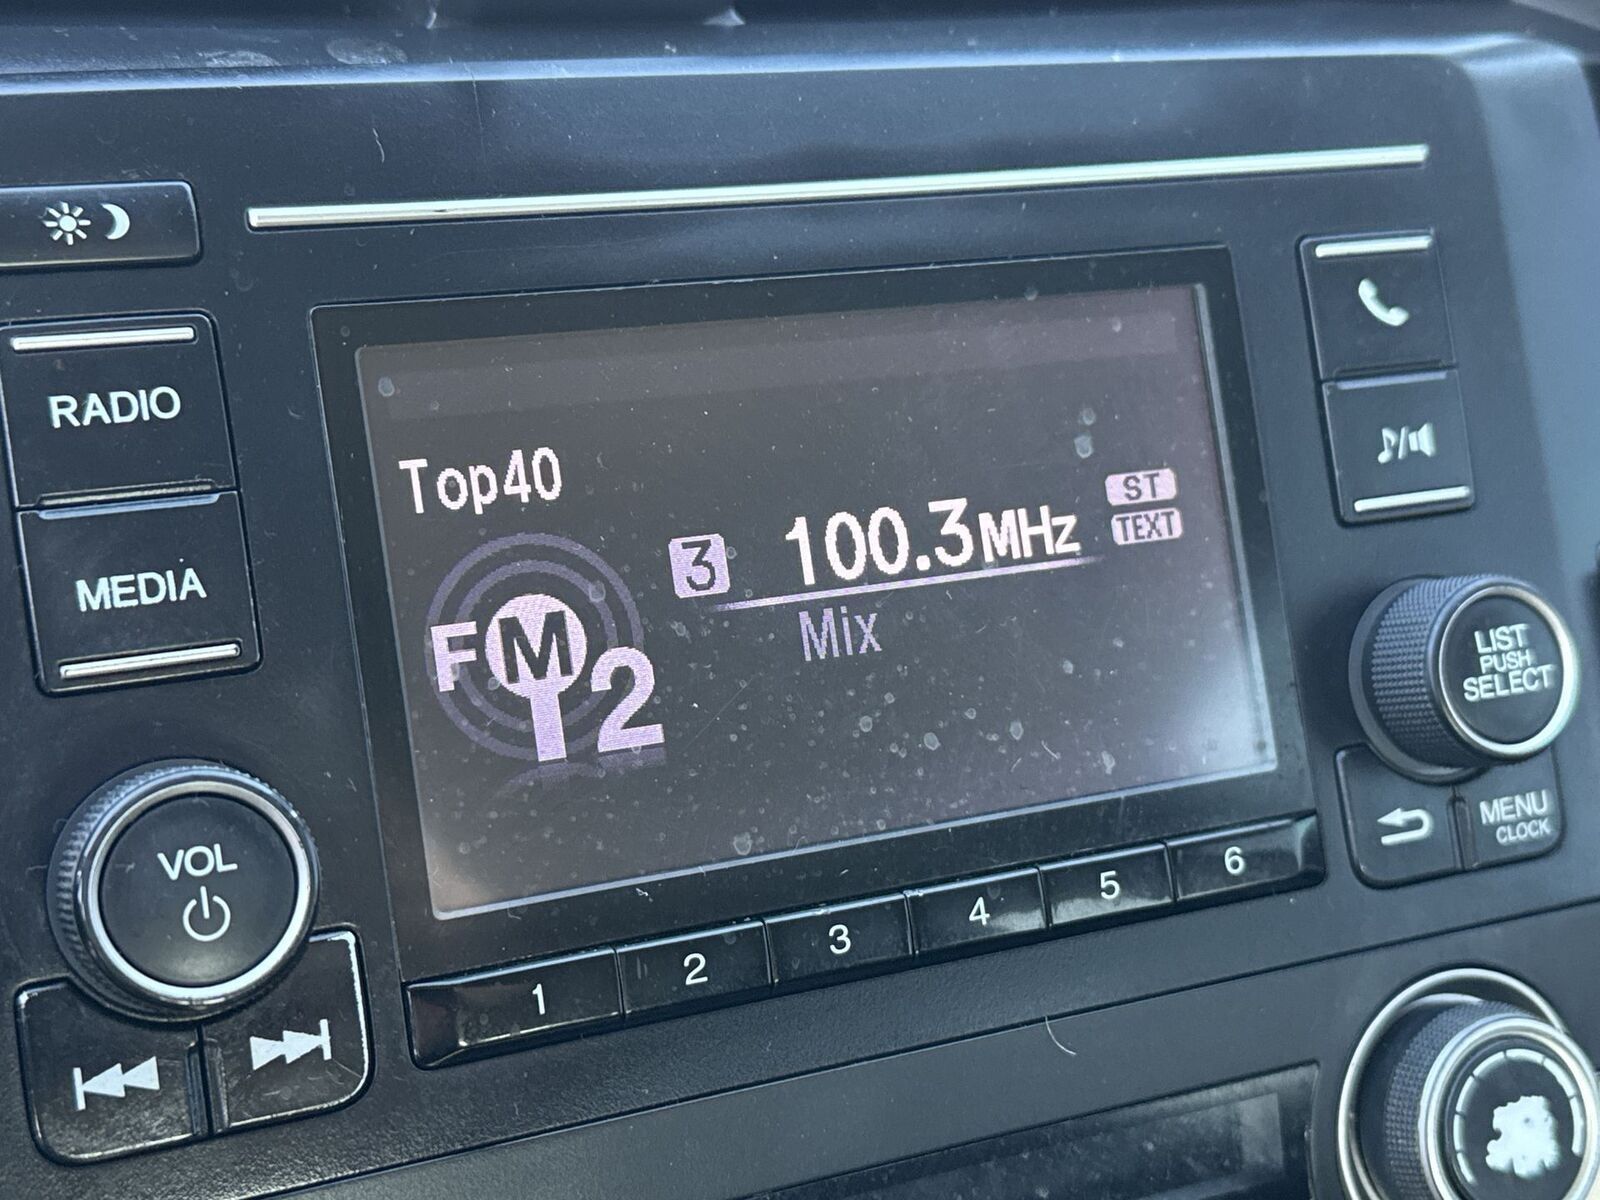 RADIO
MEDIA
VOL
Top40
FM2
3 100.3MHz
ST
TEXT
Mix
1 2 3 4 5 6
LIST
PUSH
SELECT
MENU
CLOCK